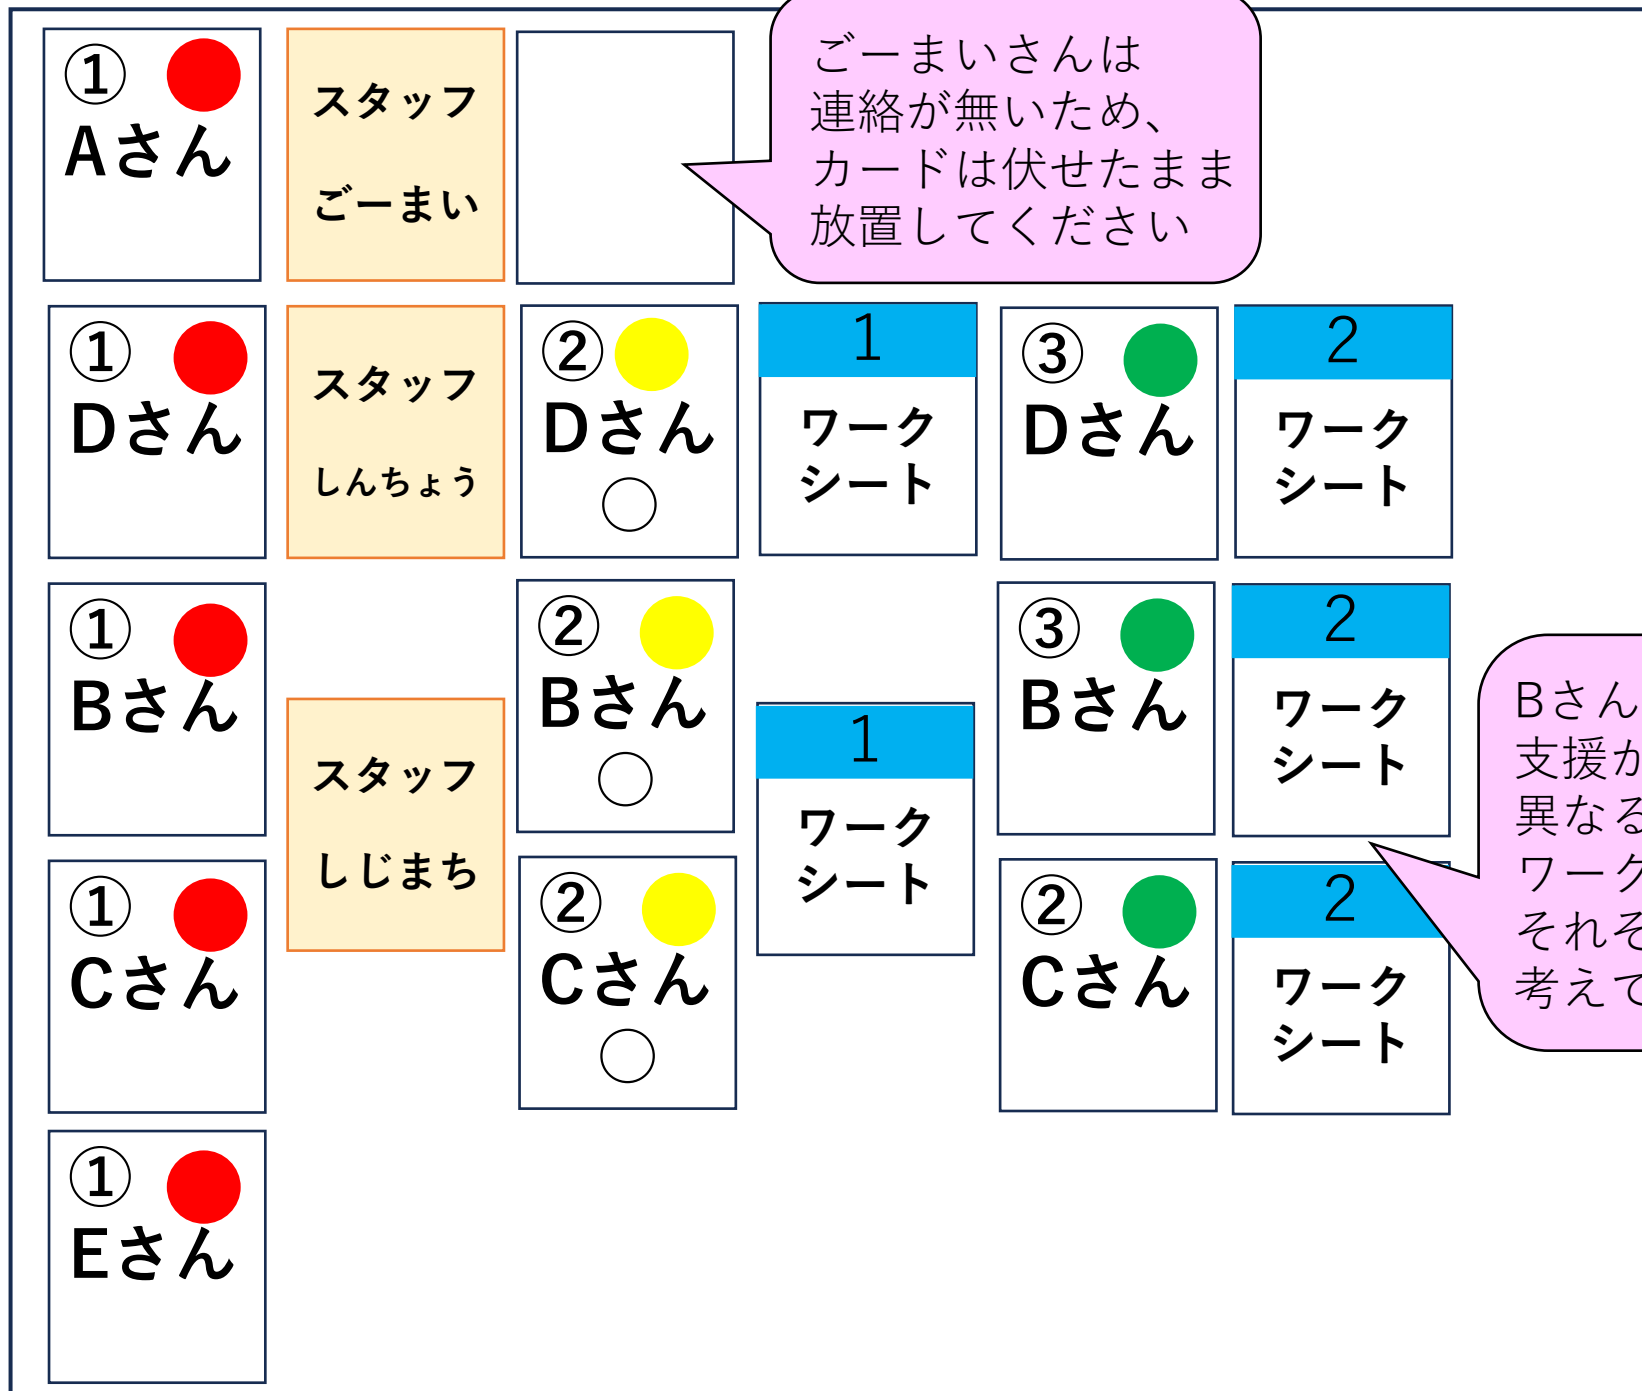 ① 
Aさん
スタッフ
ごーまい
ごーまいさんは
連絡が無いため、
カードは伏せたまま
放置してください
①
Dさん
スタッフ
しんちょう
②
Dさん
○
1
ワーク
シート
③
Dさん
2
ワーク
シート
①
Bさん
スタッフ
しじまち
②
Bさん
○
1
ワーク
シート
③
Bさん
2
ワーク
シート
①
Cさん
②
Cさん
○
②
Cさん
2
ワーク
シート
Bさん
支援が
異なる
ワーク
それぞ
考えて
①
Eさん